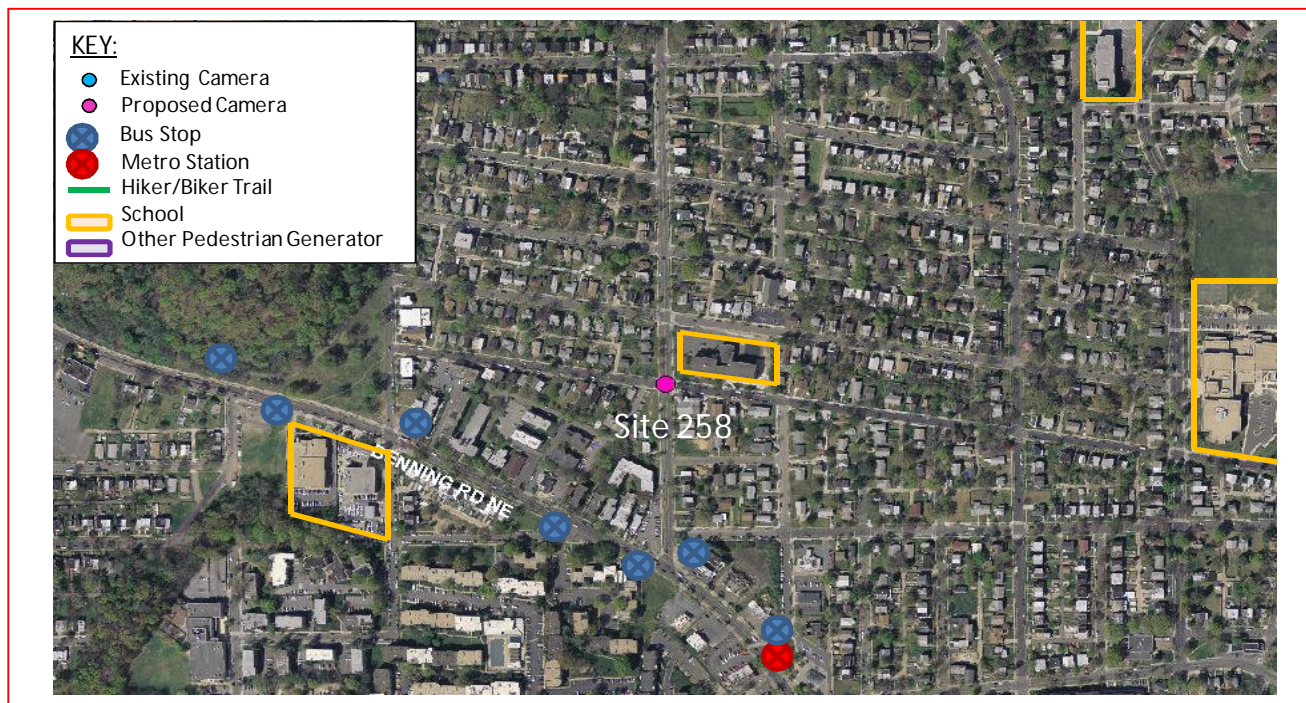 KEY:
Existing Camera
Proposed Camera
Bus Stop
Metro Station
Hiker/Biker Trail
School
Other Pedestrian Generator
Site 258
BENNING RD NE